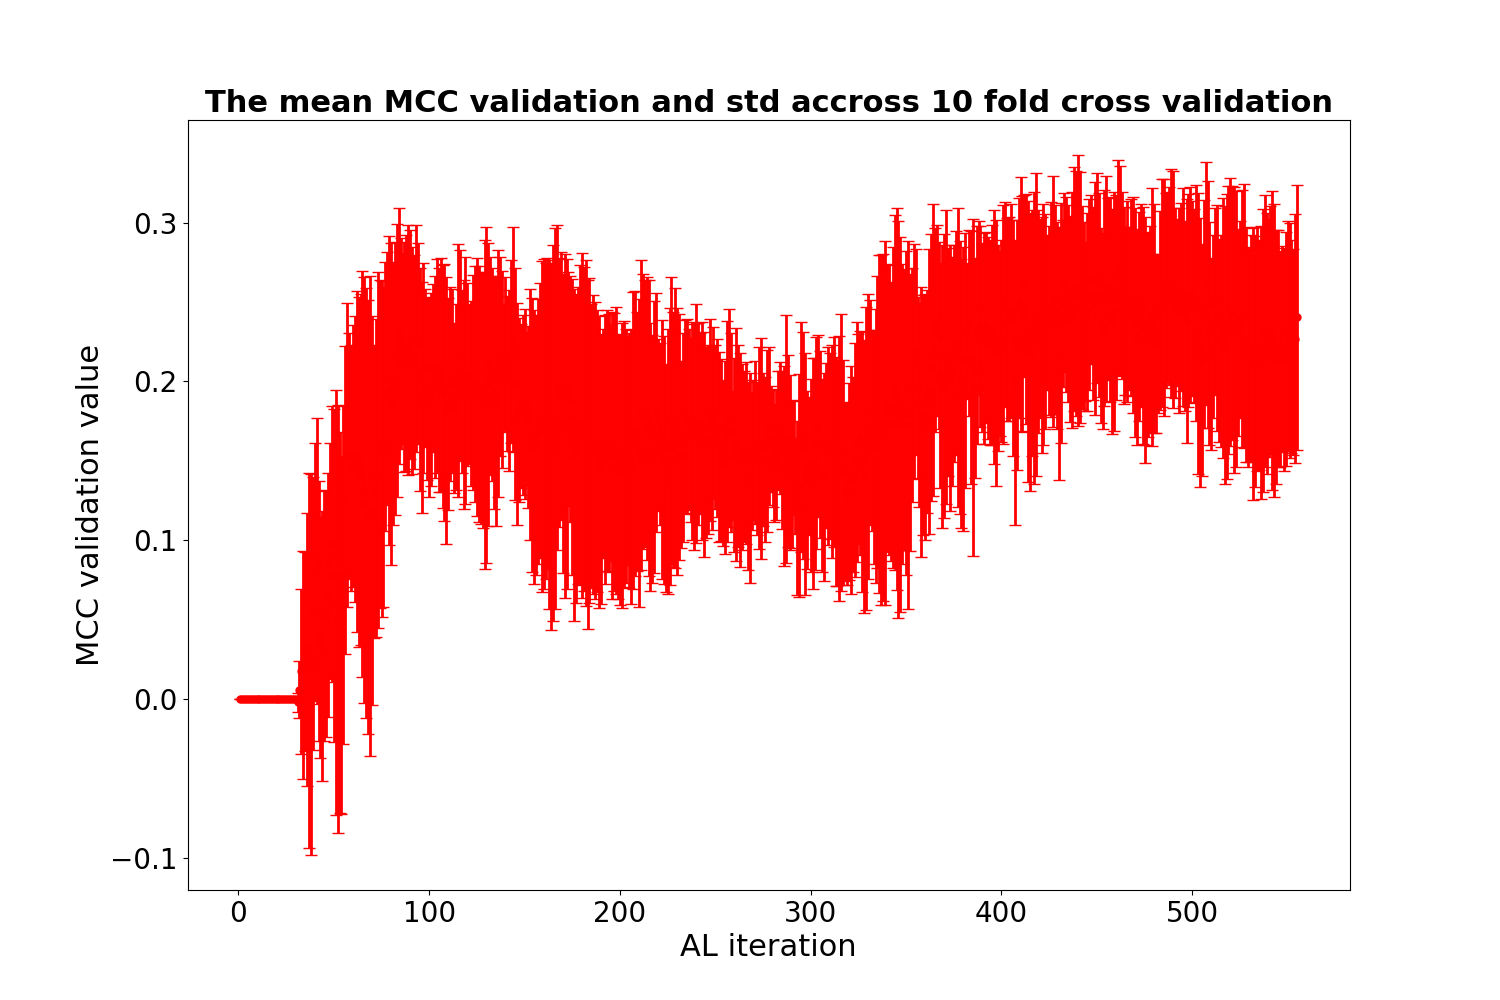 The mean MCC validation and std accross 10 fold cross validation
MCC validation value
0.3
0.2
0.1
0.0
−0.1
0 100 200 300 400 500
AL iteration